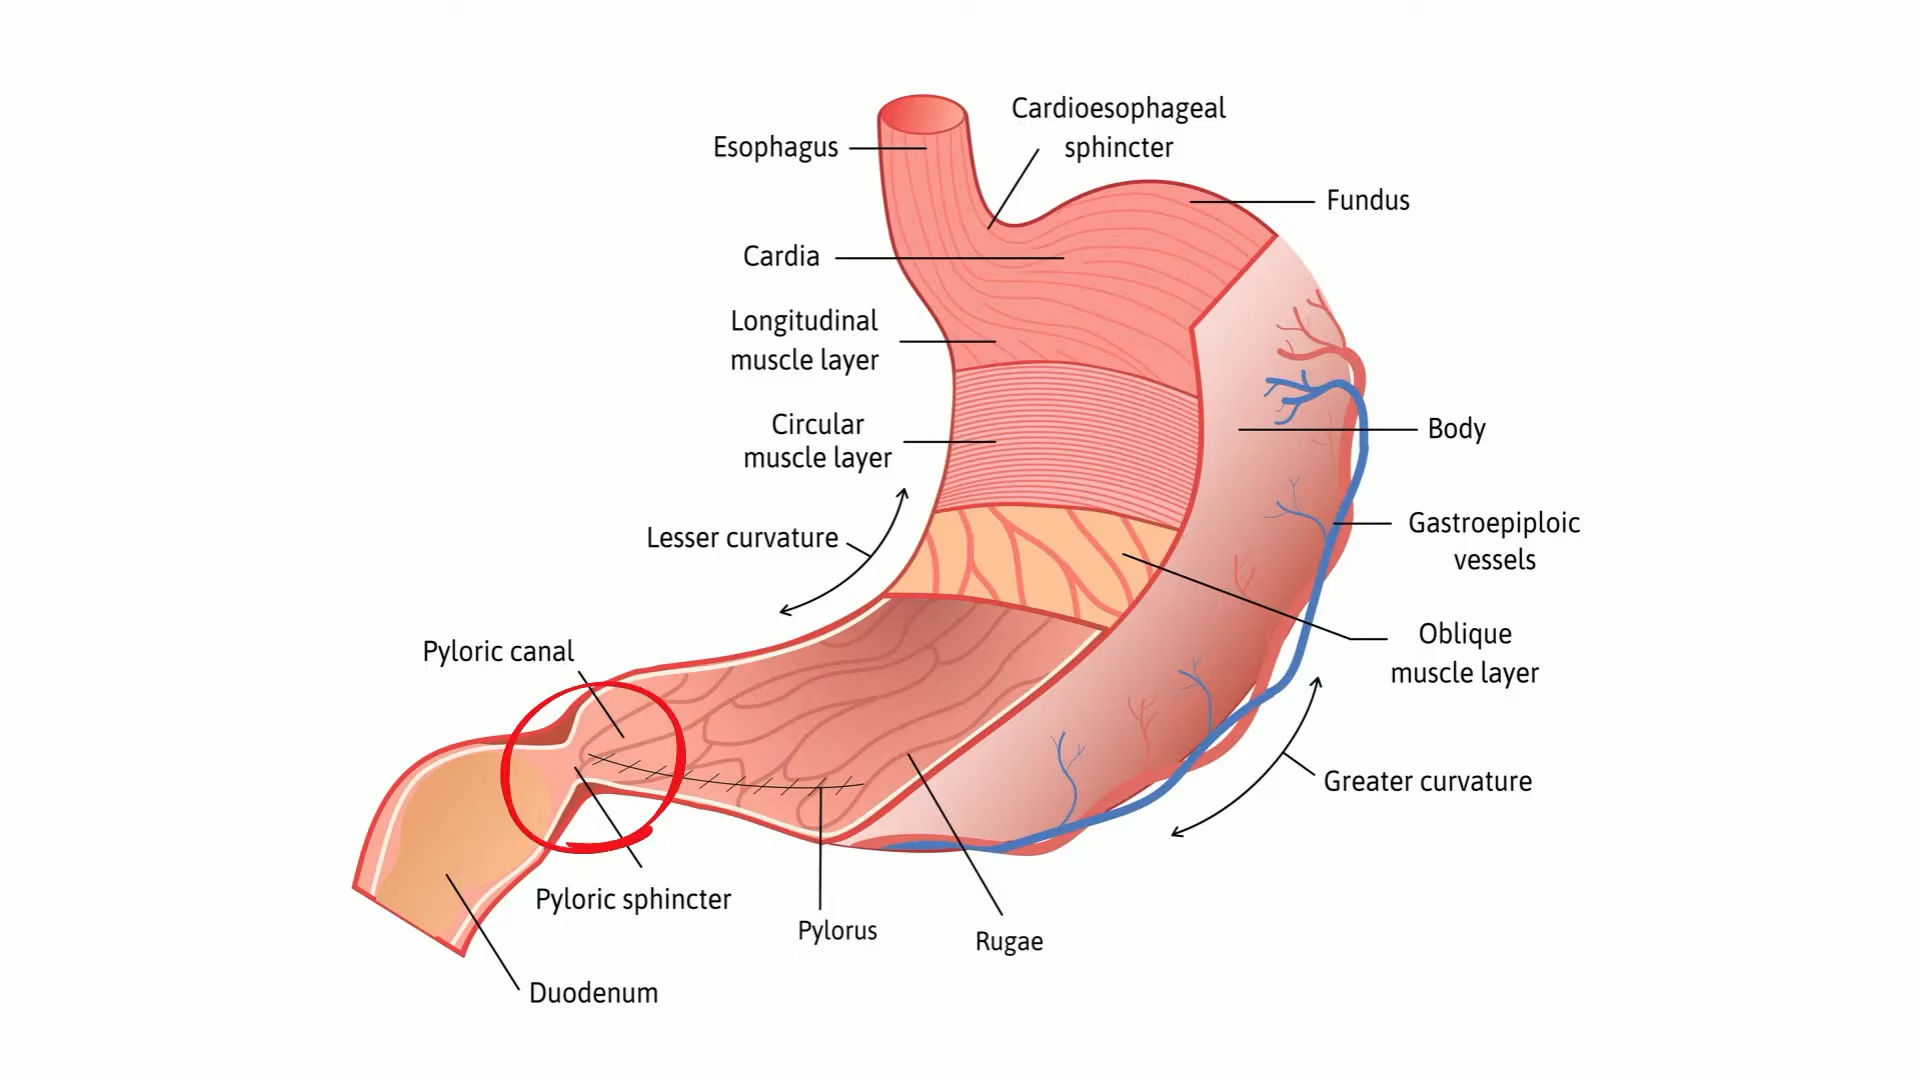 Cardioesophageal
sphincter
Esophagus
Fundus
Cardia
Longitudinal
muscle layer
Circular
muscle layer
Body
Lesser curvature
Gastroepiploic
vessels
Oblique
muscle layer
Pyloric canal
Greater curvature
Pyloric sphincter
Pylorus
Rugae
Duodenum